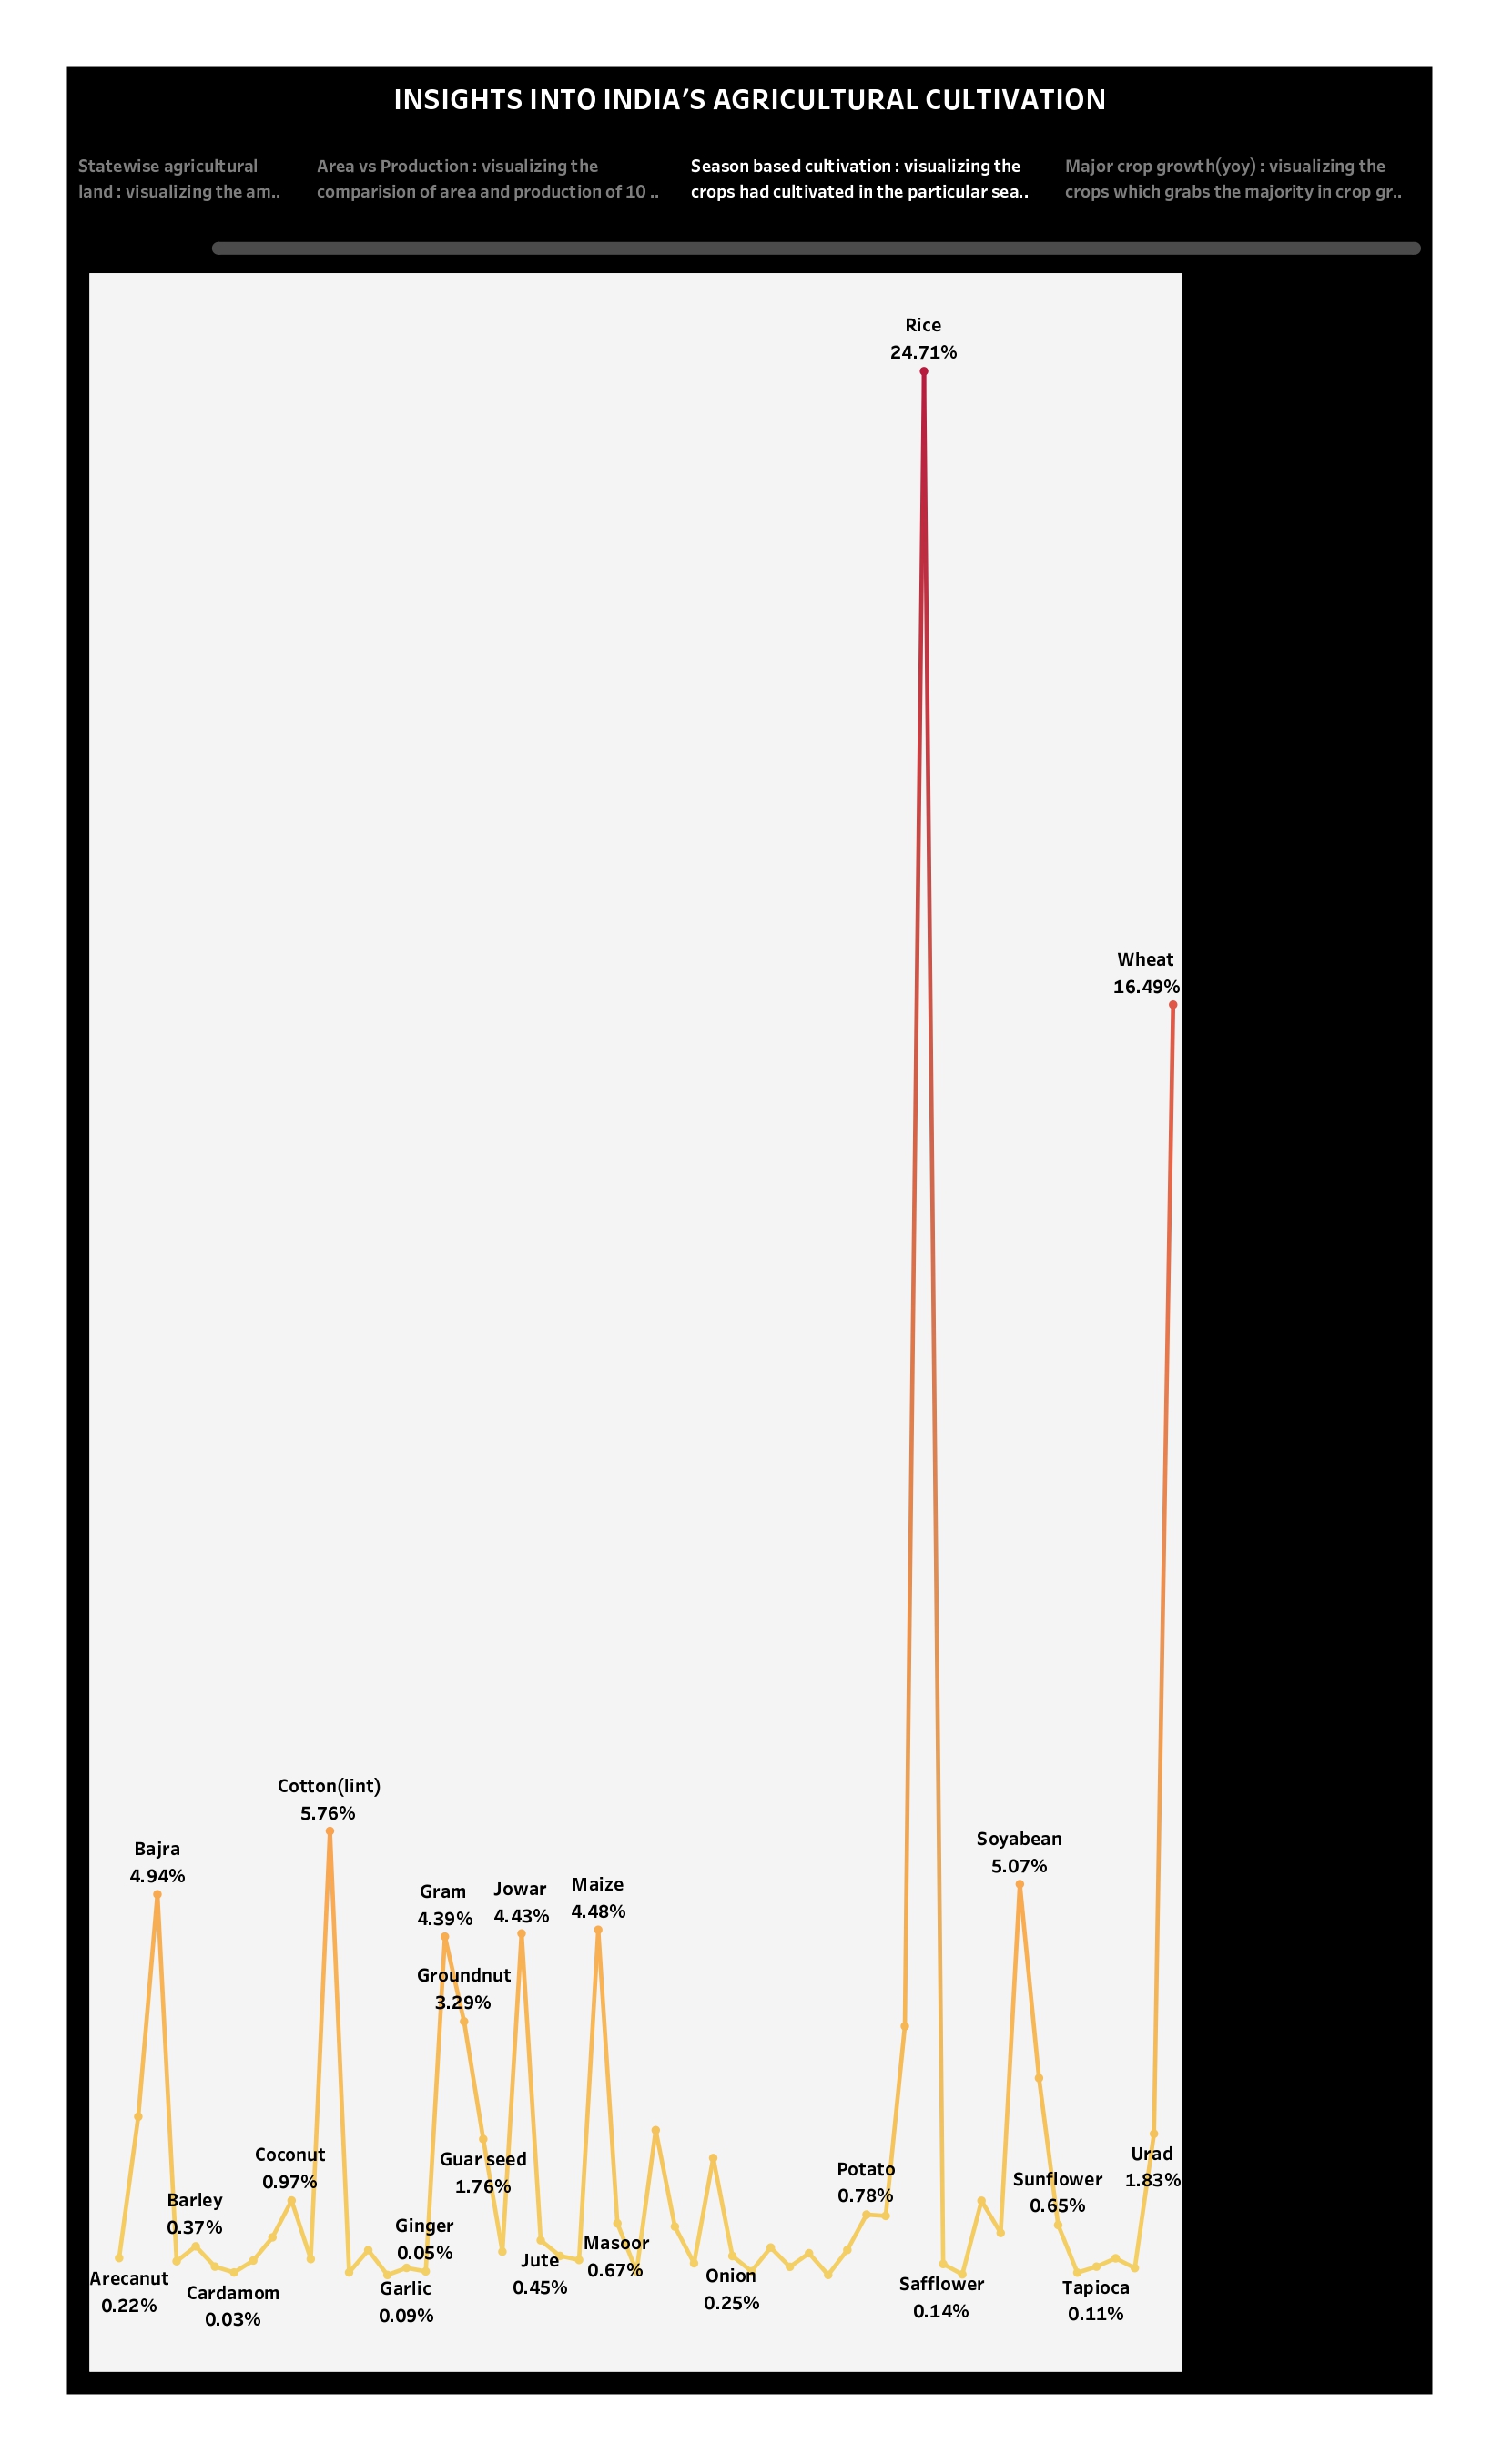 INSIGHTS INTO INDIA’S AGRICULTURAL CULTIVATION
Statewise agricultural
land : visualizing the am..
Area vs Production : visualizing the
comparision of area and production of 10 ..
Season based cultivation : visualizing the
crops had cultivated in the particular sea..
Major crop growth(yoy) : visualizing the
crops which grabs the majority in crop gr..
Rice
24.71%
Wheat
16.49%
Cotton(lint)
5.76%
Bajra
4.94%
Soyabean
5.07%
Gram
4.39%
Jowar
4.43%
Maize
4.48%
Groundnut
3.29%
Coconut
0.97%
Guar seed
1.76%
Potato
0.78%
Sunflower
0.65%
Urad
1.83%
Barley
0.37%
Ginger
0.05%
Masoor
0.67%
Jute
0.45%
Arecanut
0.22%
Cardamom
0.03%
Garlic
0.09%
Onion
0.25%
Safflower
0.14%
Tapioca
0.11%